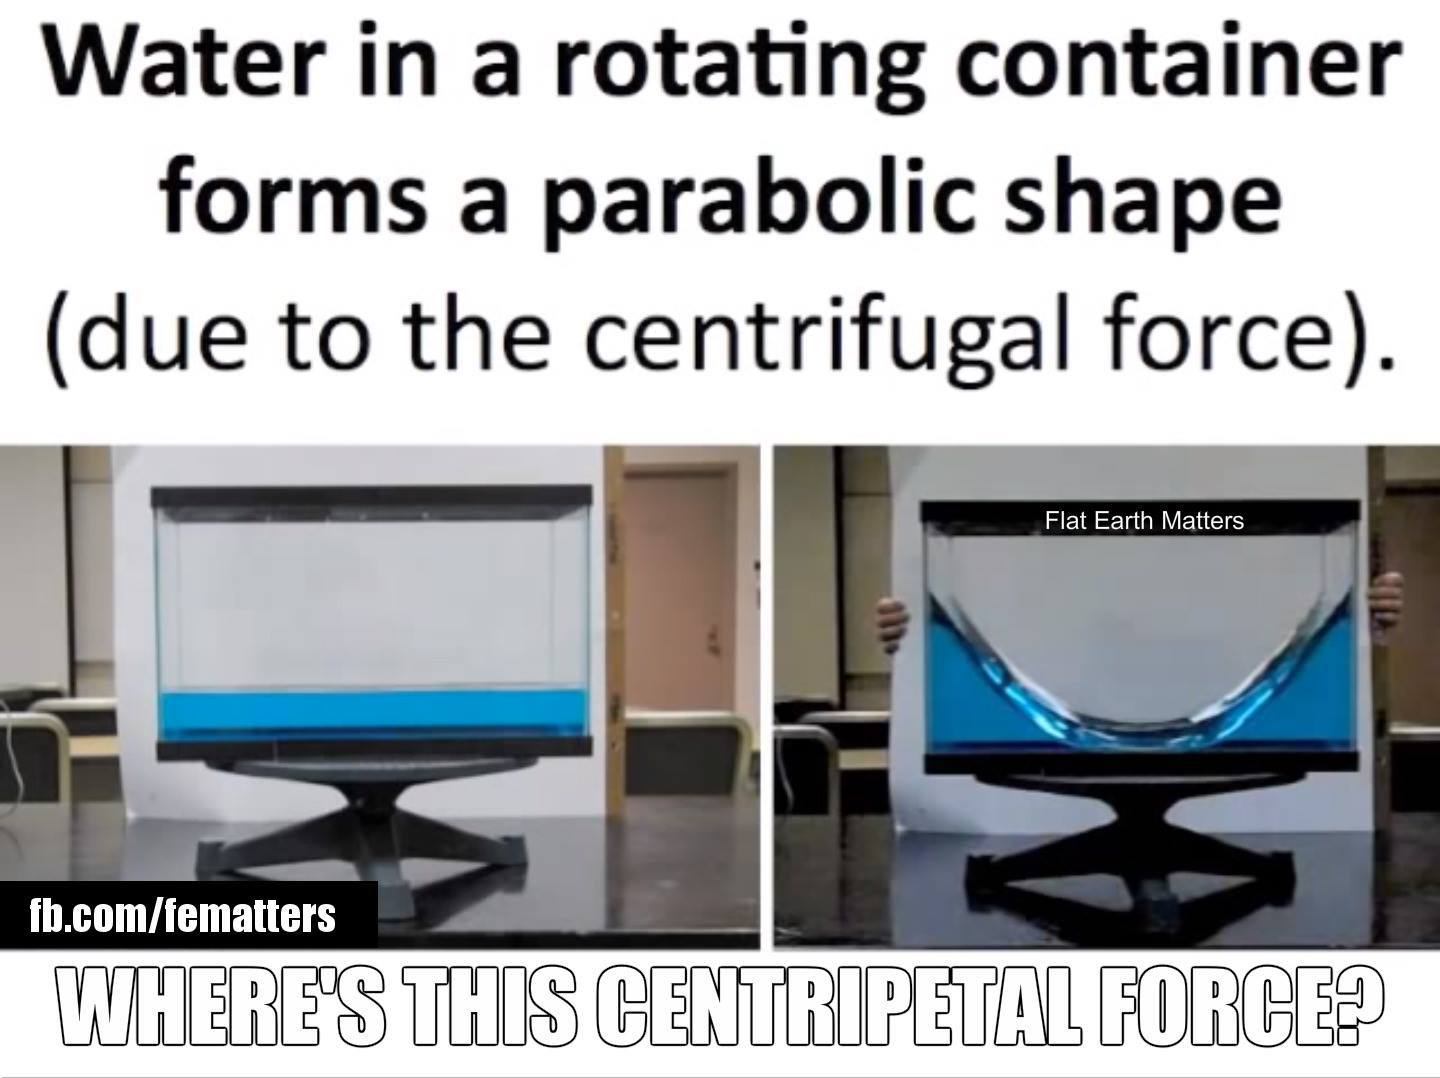 Water in a rotating container
forms a parabolic shape
(due to the centrifugal force).
Flat Earth Matters
fb.com/fematters
WHERE'S THIS CENTRIPETAL FORCE?